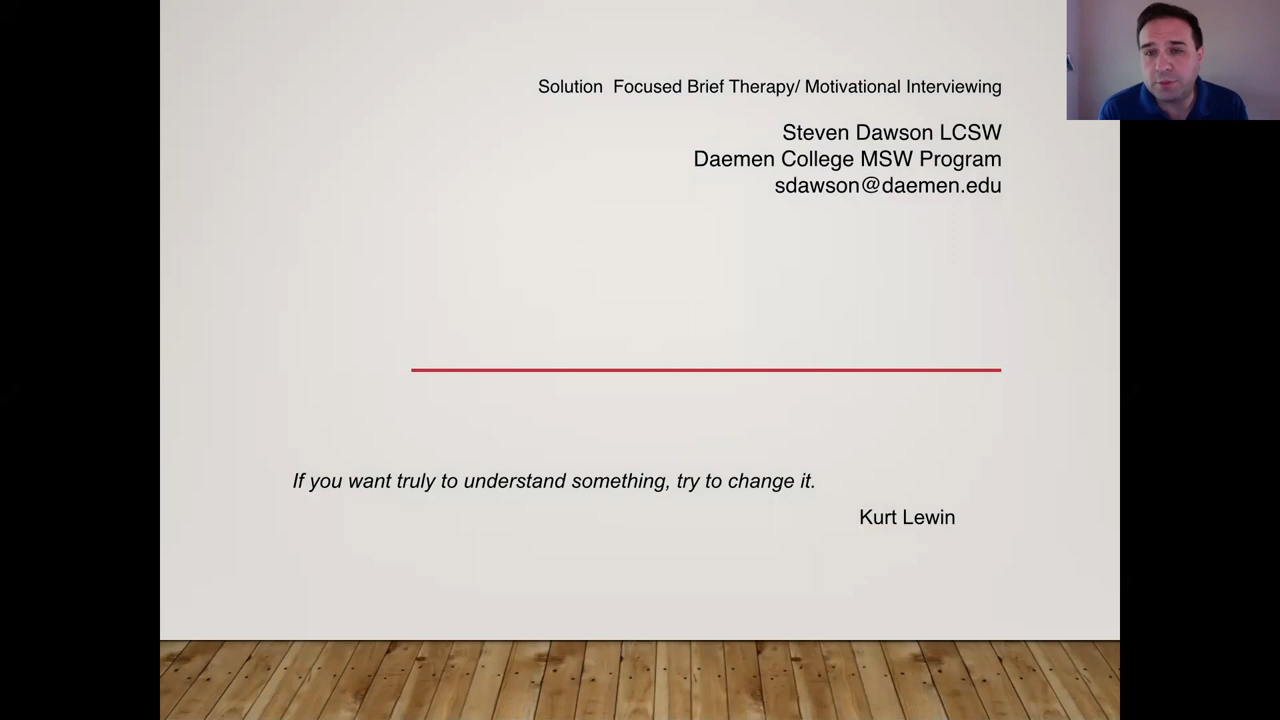 Solution  Focused Brief Therapy/ Motivational Interviewing
Steven Dawson LCSW
Daemen College MSW Program
sdawson@daemen.edu
If you want truly to understand something, try to change it.
Kurt Lewin